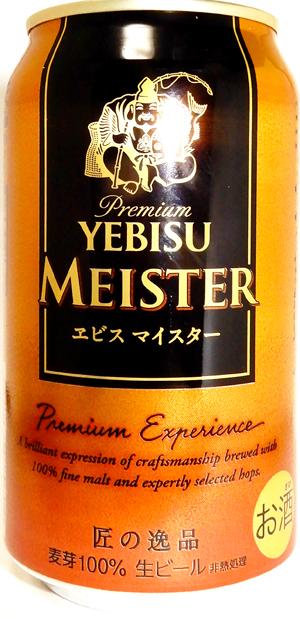 Premium
YEBISU
MEISTER
ヱビス マイスター
Premium Experience
A brilliant expression of craftsmanship brewed with
100% fine malt and expertly selected hops.
お酒
匠の逸品
麦芽100% 生ビール 非熱処理